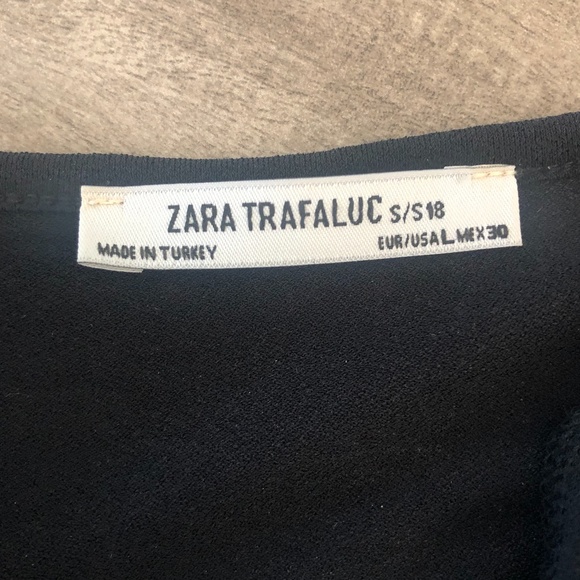 ZARA TRAFALUC S/S18
MADE IN TURKEY EUR/USA L MEX 30